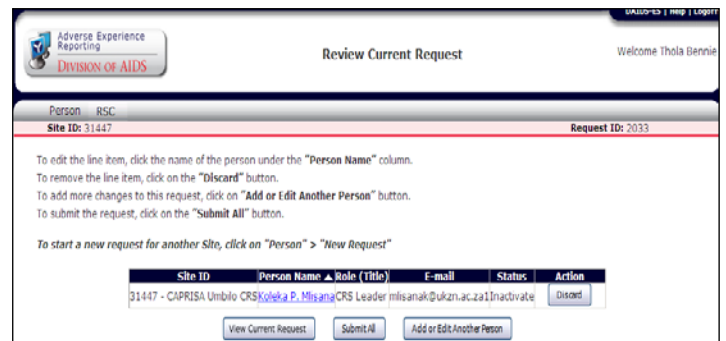 DAIDS-ES | Help | Logoff
Adverse Experience
Reporting
DIVISION OF AIDS
Review Current Request
Welcome Thola Bennie
Person RSC
Site ID: 31447 Request ID: 2033
To edit the line item, click the name of the person under the "Person Name" column.
To remove the line item, click on the "Discard" button.
To add more changes to this request, click on "Add or Edit Another Person" button.
To submit the request, click on the "Submit All" button.
To start a new request for another Site, click on "Person" > "New Request"
Site ID Person Name ▲ Role (Title) E-mail Status Action
31447 - CAPRISA Umbilo CRS Koleka P. Mlisana CRS Leader mlisanak@ukzn.ac.za1 Inactivate Discard
View Current Request Submit All Add or Edit Another Person